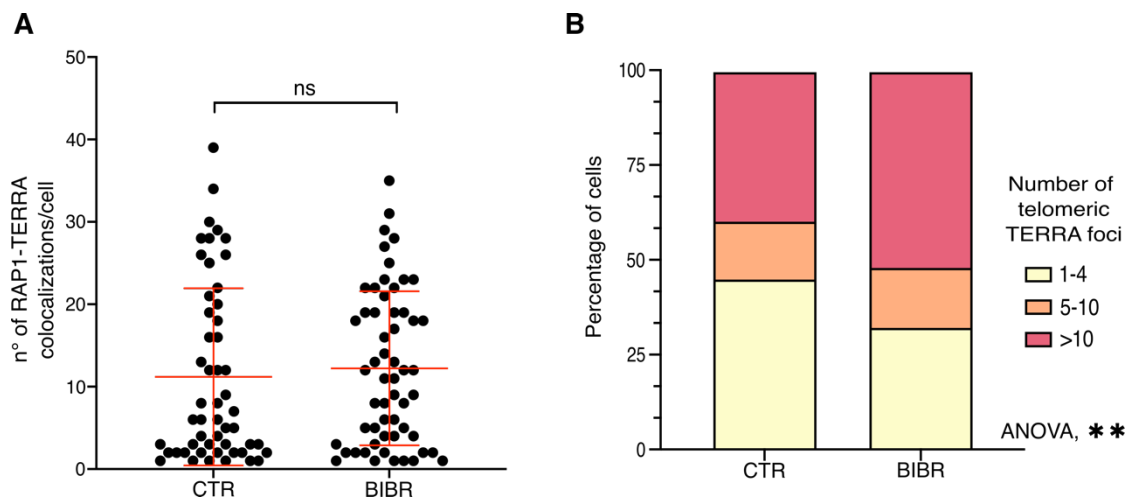 A
n° of RAP1-TERRA
colocalizations/cell
50
40
30
20
10
0
ns
CTR
BIBR
B
Percentage of cells
100
75
50
25
0
CTR
BIBR
Number of
telomeric
TERRA foci
1-4
5-10
>10
ANOVA, ✱✱